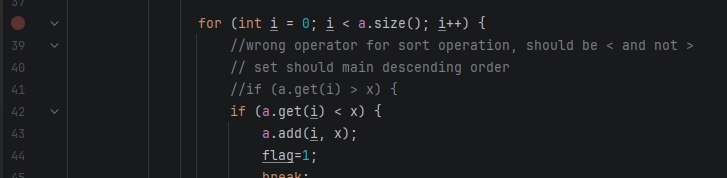 37
for (int i = 0; i < a.size(); i++) {
39 //wrong operator for sort operation, should be < and not >
40 // set should main descending order
41 //if (a.get(i) > x) {
42 if (a.get(i) < x) {
43 a.add(i, x);
44 flag=1;
45 break;